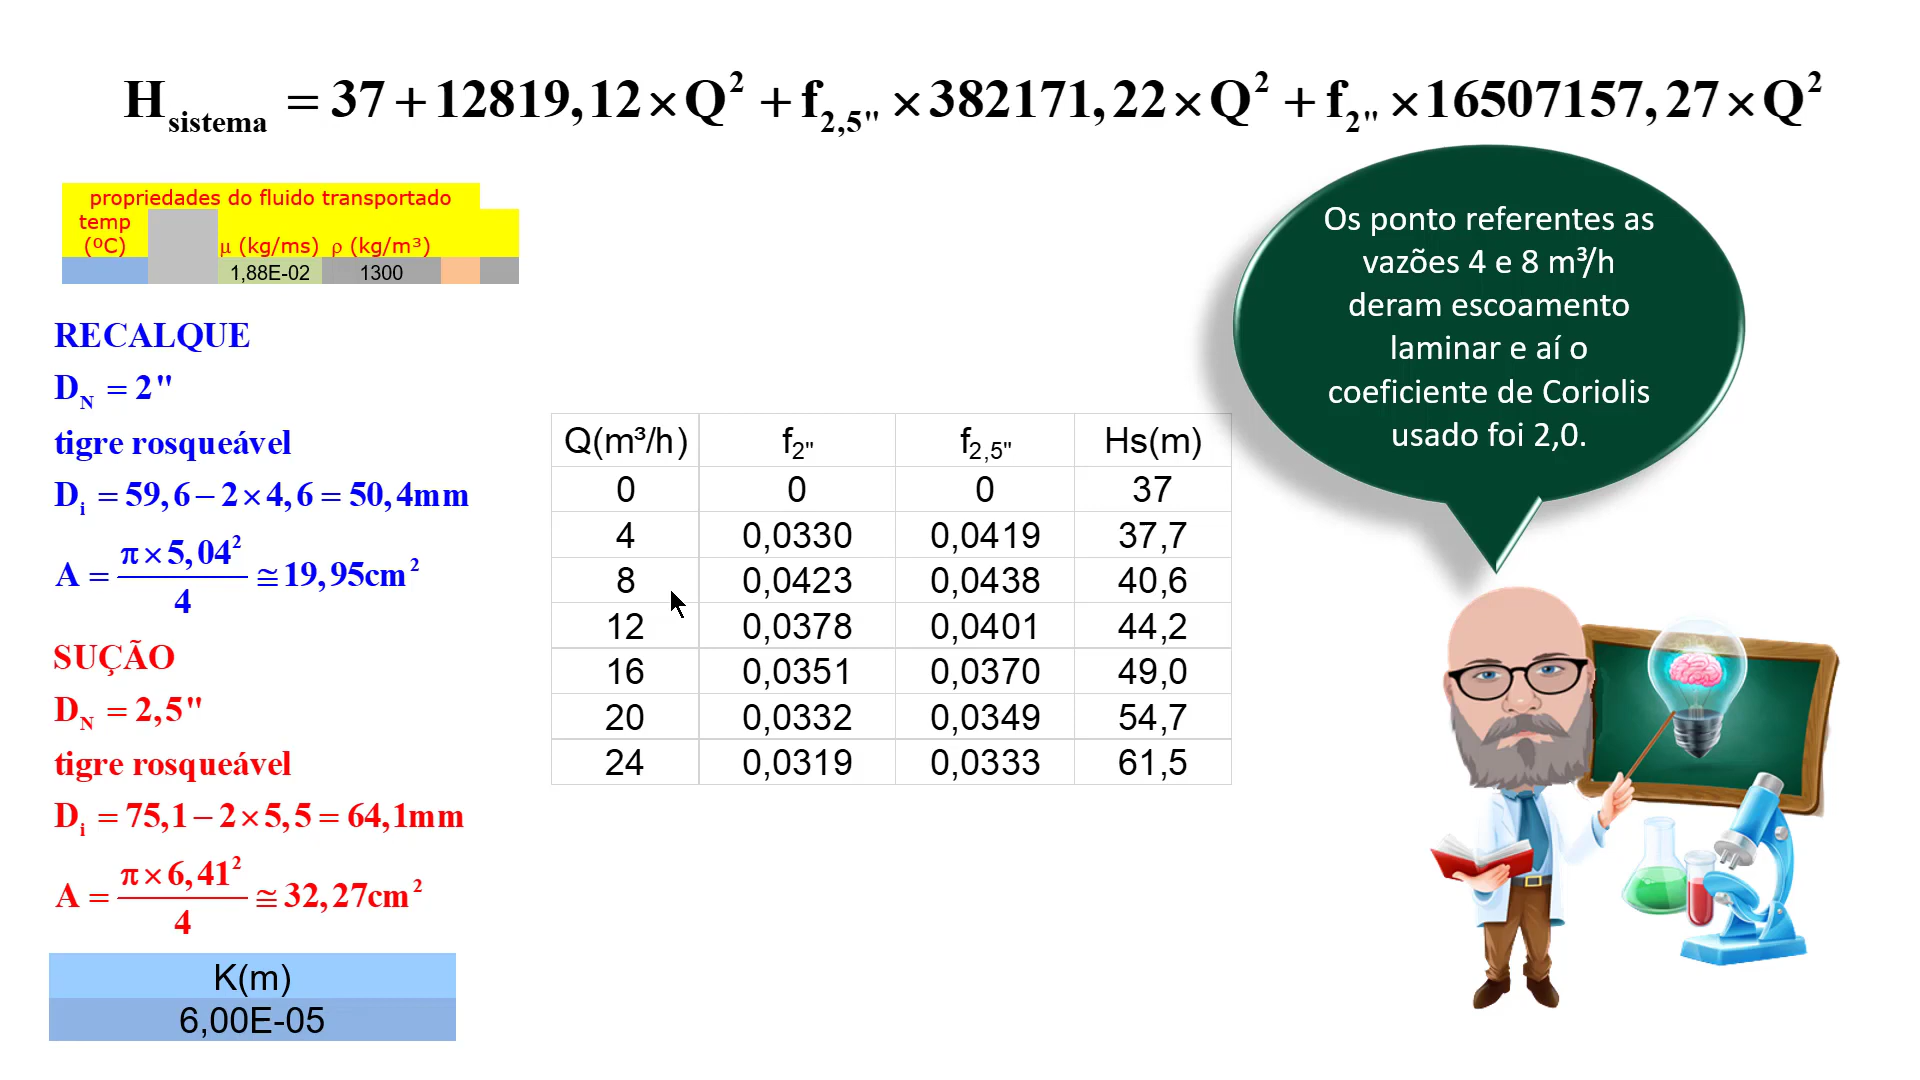 H sistema = 37 + 12819,12 × Q² + f 2,5" × 382171,22 × Q² + f 2" × 16507157,27 × Q²
propriedades do fluido transportado
temp (ºC) μ (kg/ms) ρ (kg/m³)
1,88E-02 1300
RECALQUE
D_N = 2"
tigre rosqueável
D_i = 59,6 − 2 × 4,6 = 50,4mm
A = π × 5,04² / 4 ≅ 19,95cm²
SUÇÃO
D_N = 2,5"
tigre rosqueável
D_i = 75,1 − 2 × 5,5 = 64,1mm
A = π × 6,41² / 4 ≅ 32,27cm²
K(m)
6,00E-05
Q(m³/h) f 2" f 2,5" Hs(m)
0 0 0 37
4 0,0330 0,0419 37,7
8 0,0423 0,0438 40,6
12 0,0378 0,0401 44,2
16 0,0351 0,0370 49,0
20 0,0332 0,0349 54,7
24 0,0319 0,0333 61,5
Os ponto referentes as
vazões 4 e 8 m³/h
deram escoamento
laminar e aí o
coeficiente de Coriolis
usado foi 2,0.